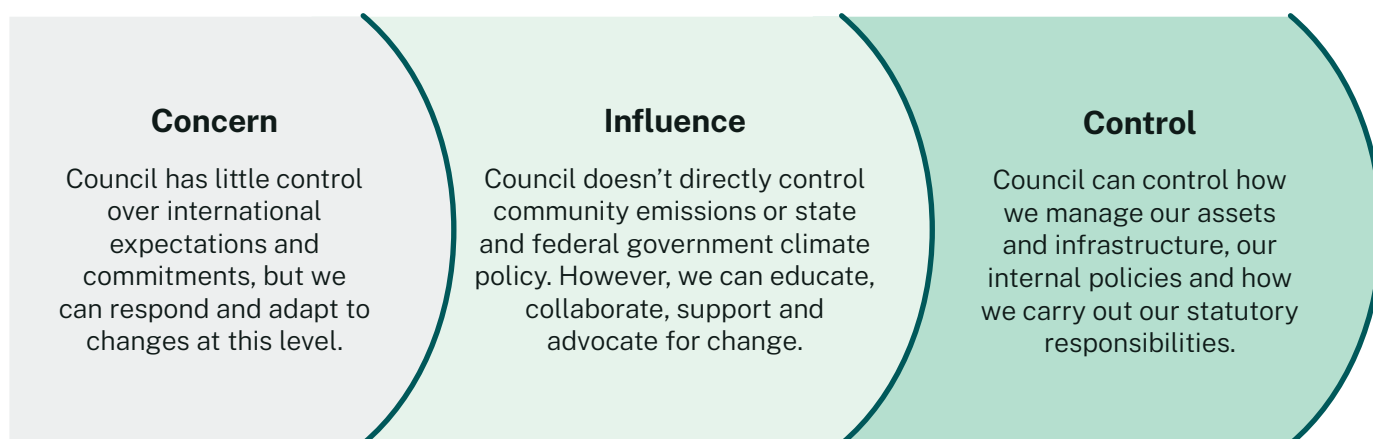 Concern
Council has little control
over international
expectations and
commitments, but we
can respond and adapt to
changes at this level.
Influence
Council doesn’t directly control
community emissions or state
and federal government climate
policy. However, we can educate,
collaborate, support and
advocate for change.
Control
Council can control how
we manage our assets
and infrastructure, our
internal policies and how
we carry out our statutory
responsibilities.